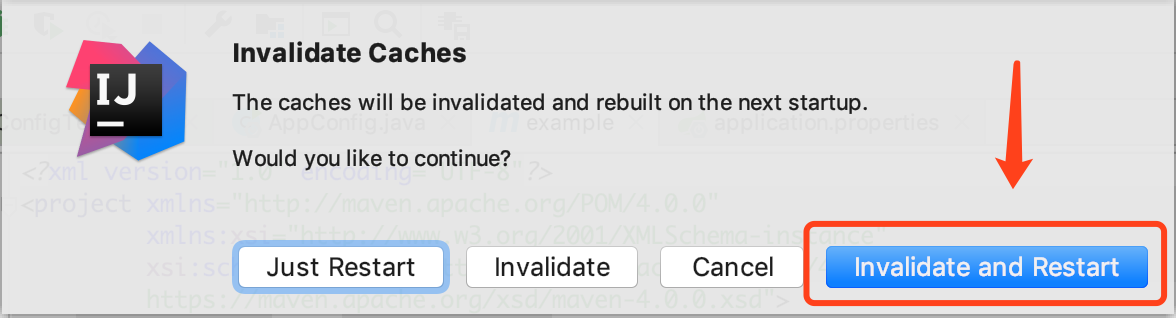 IJ
Invalidate Caches
The caches will be invalidated and rebuilt on the next startup.
AppConfig.java example application.properties
Would you like to continue?
<?xml version="1.0" encoding="UTF-8"?>
<project xmlns="http://maven.apache.org/POM/4.0.0"
xmlns:xsi="http://www.w3.org/2001/XMLSchema-instance"
Just Restart Invalidate Cancel Invalidate and Restart
https://maven.apache.org/xsd/maven-4.0.0.xsd">